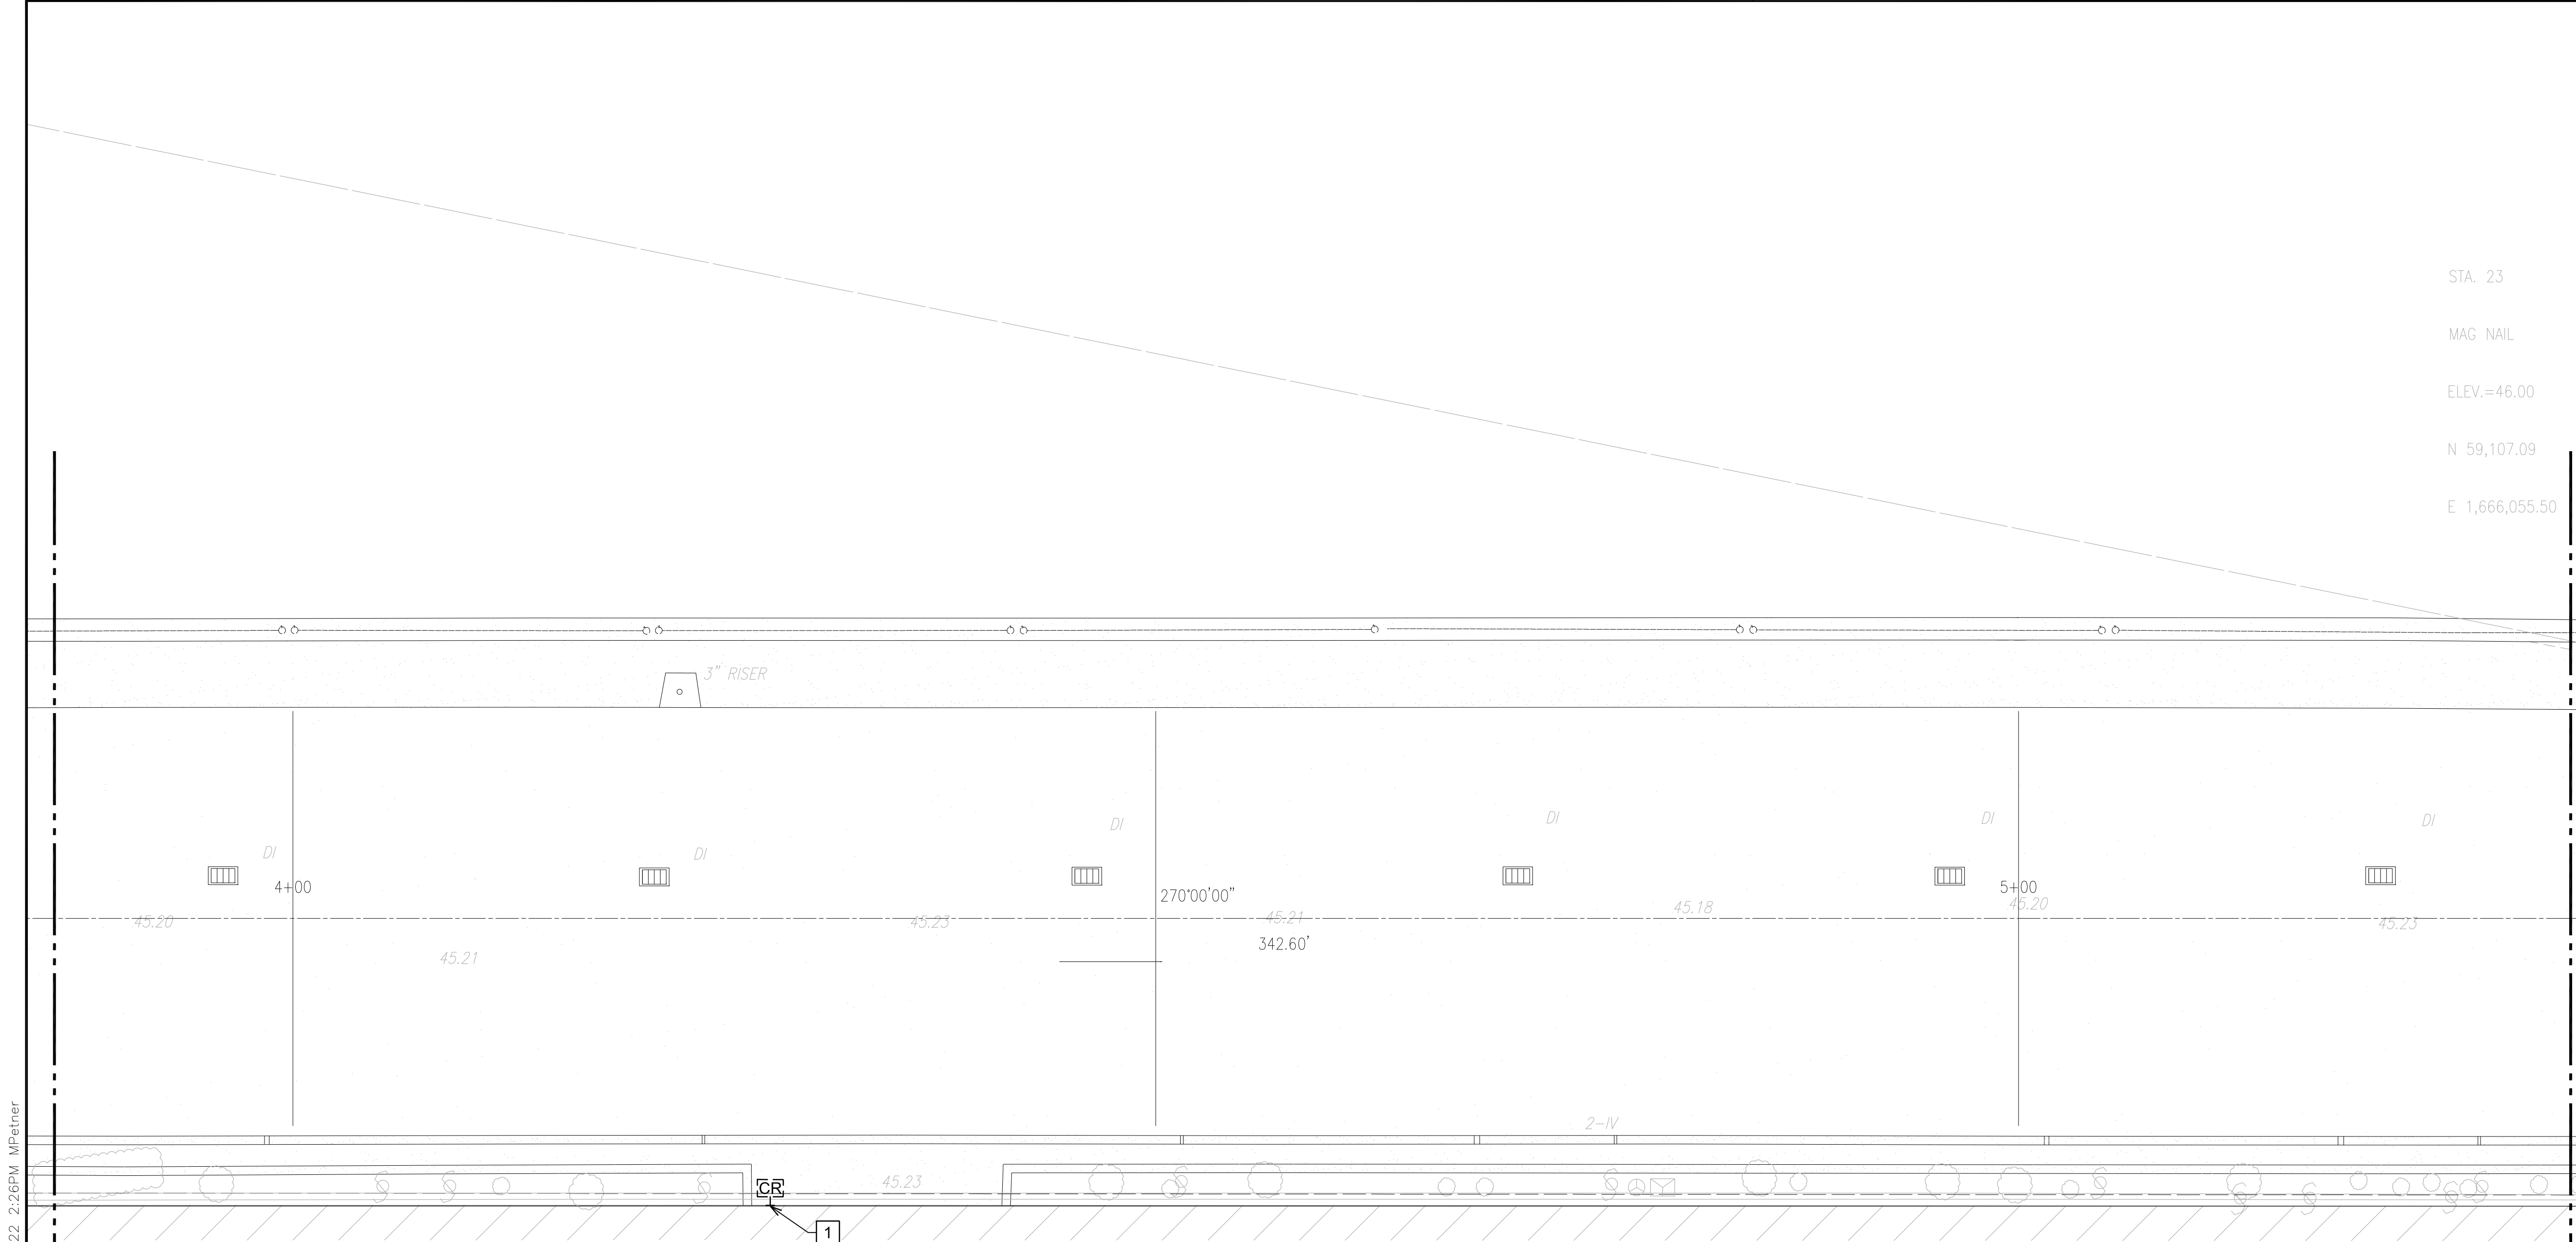 STA. 23
MAG NAIL
ELEV.=46.00
N 59,107.09
E 1,666,055.50
3" RISER
DI
DI
DI
DI
DI
DI
4+00
270°00'00"
5+00
45.20
45.21
45.23
45.21
342.60'
45.18
45.20
45.23
2-IV
45.23
CR
1
22 2:26PM MPetner